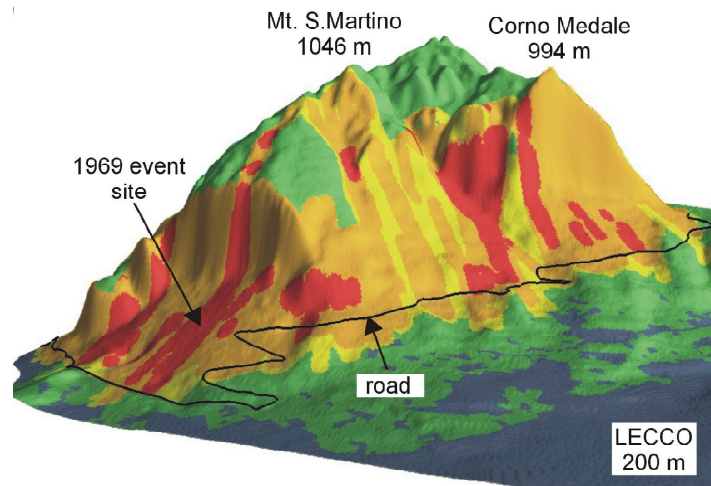 Mt. S.Martino
1046 m
Corno Medale
994 m
1969 event
site
road
LECCO
200 m